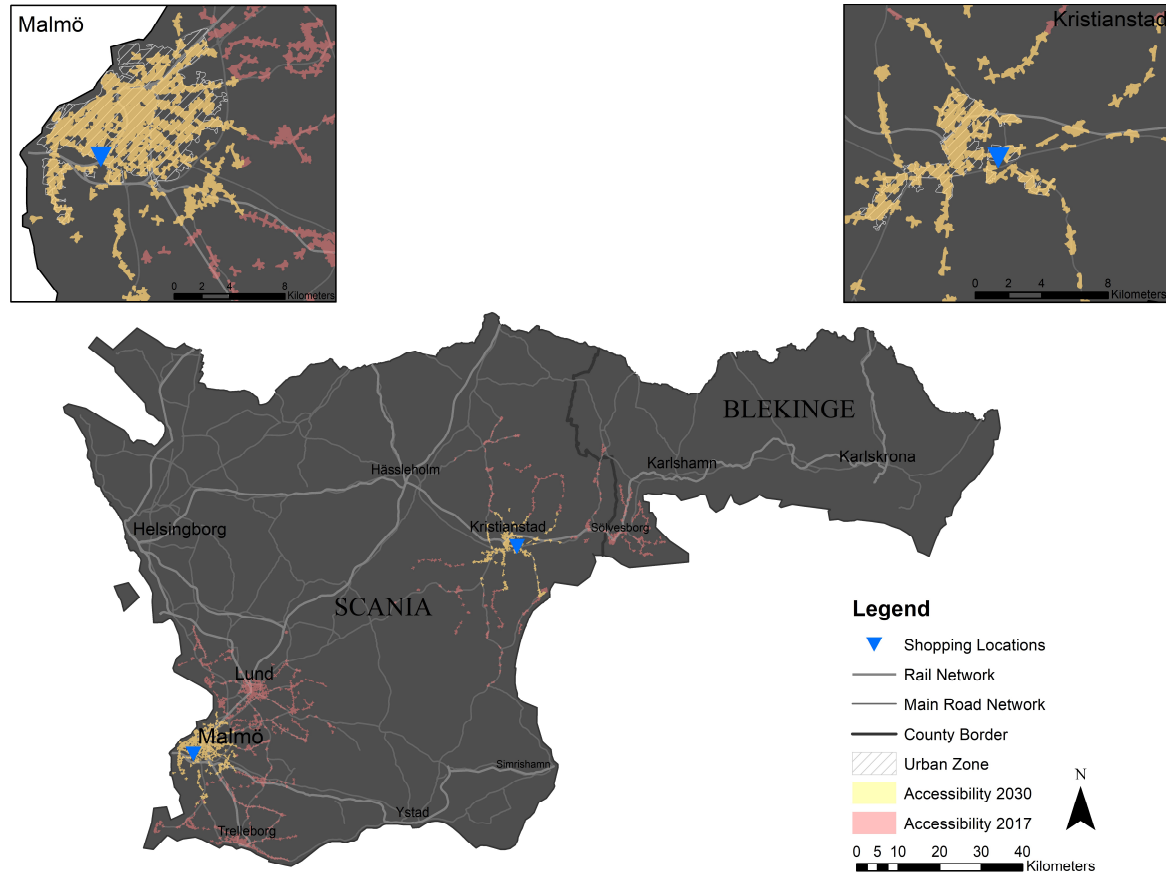 Malmö
Kristianstad
0 2 4 8
Kilometers
0 2 4 8
Kilometers
BLEKINGE
Karlshamn
Karlskrona
Hässleholm
Helsingborg
Kristianstad
Sölvesborg
SCANIA
Lund
Malmö
Simrishamn
Ystad
Trelleborg
Legend
Shopping Locations
Rail Network
Main Road Network
County Border
Urban Zone
Accessibility 2030
Accessibility 2017
N
0 5 10 20 30 40
Kilometers